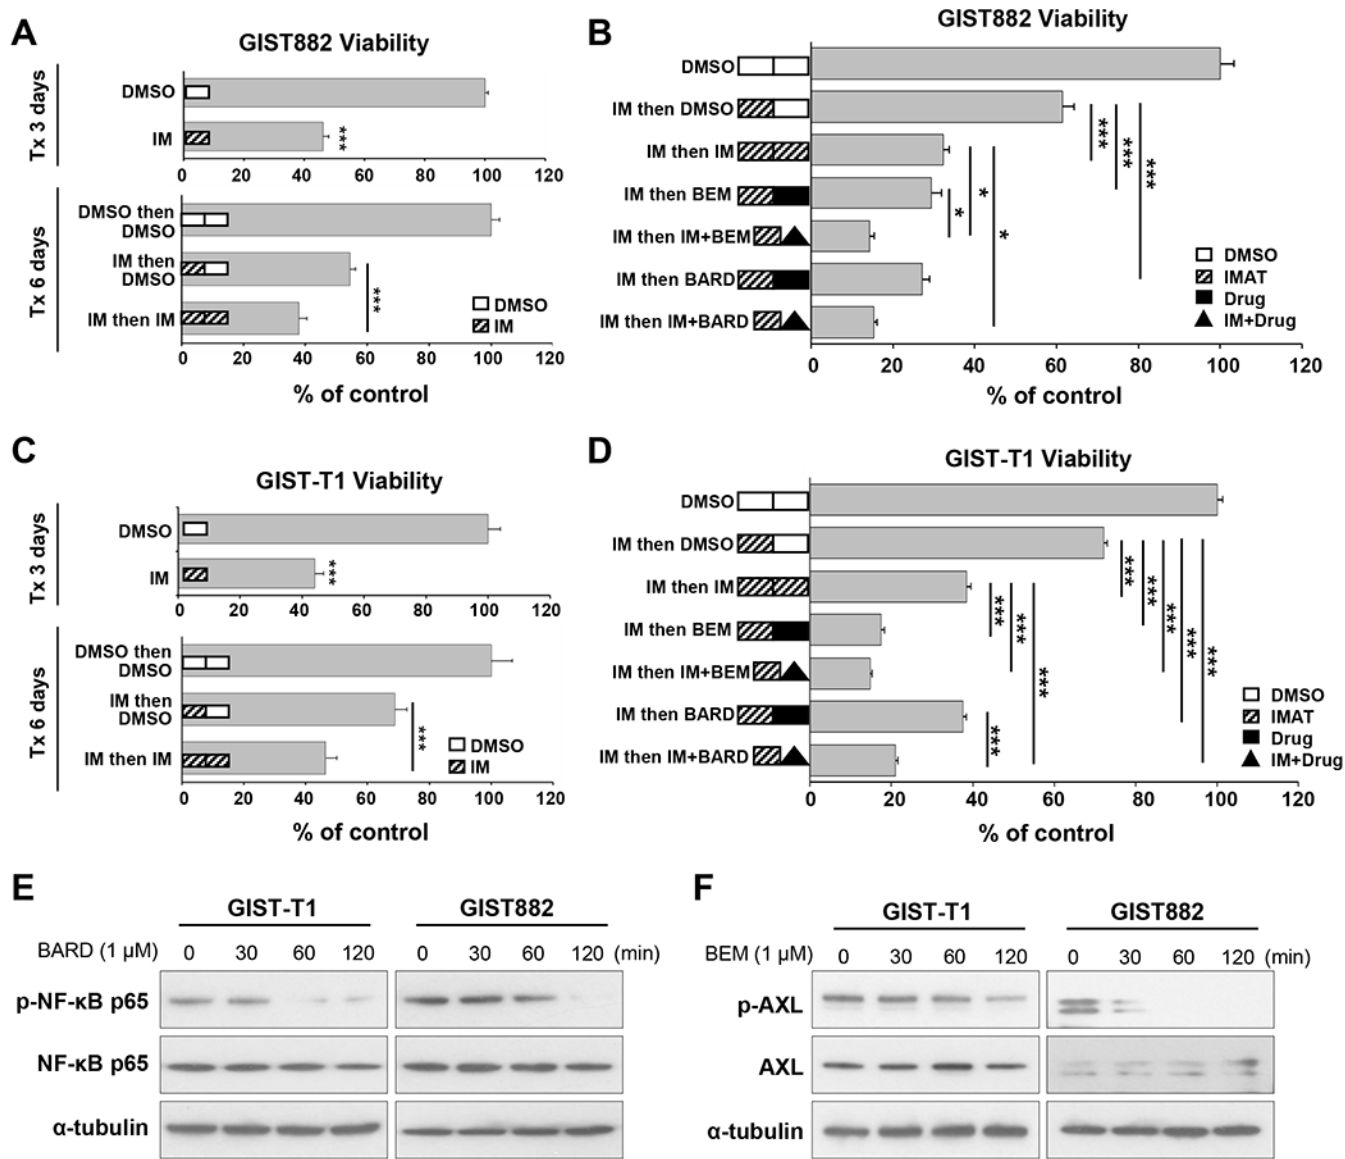 A
GIST882 Viability
Tx 3 days
DMSO
IM
***
0 20 40 60 80 100 120
Tx 6 days
DMSO then
DMSO
IM then
DMSO
IM then IM
***
DMSO
IM
0 20 40 60 80 100
% of control
B
GIST882 Viability
DMSO
IM then DMSO
IM then IM
IM then BEM
IM then IM+BEM
IM then BARD
IM then IM+BARD
* * * *** *** ***
DMSO
IMAT
Drug
IM+Drug
0 20 40 60 80 100 120
% of control
C
GIST-T1 Viability
Tx 3 days
DMSO
IM
***
0 20 40 60 80 100 120
Tx 6 days
DMSO then
DMSO
IM then
DMSO
IM then IM
***
DMSO
IM
0 20 40 60 80 100 120
% of control
D
GIST-T1 Viability
DMSO
IM then DMSO
IM then IM
IM then BEM
IM then IM+BEM
IM then BARD
IM then IM+BARD
*** *** *** *** *** *** *** *** ***
DMSO
IMAT
Drug
IM+Drug
0 20 40 60 80 100 120
% of control
E
GIST-T1 GIST882
BARD (1 µM) 0 30 60 120 0 30 60 120 (min)
p-NF-κB p65
NF-κB p65
α-tubulin
F
GIST-T1 GIST882
BEM (1 µM) 0 30 60 120 0 30 60 120 (min)
p-AXL
AXL
α-tubulin